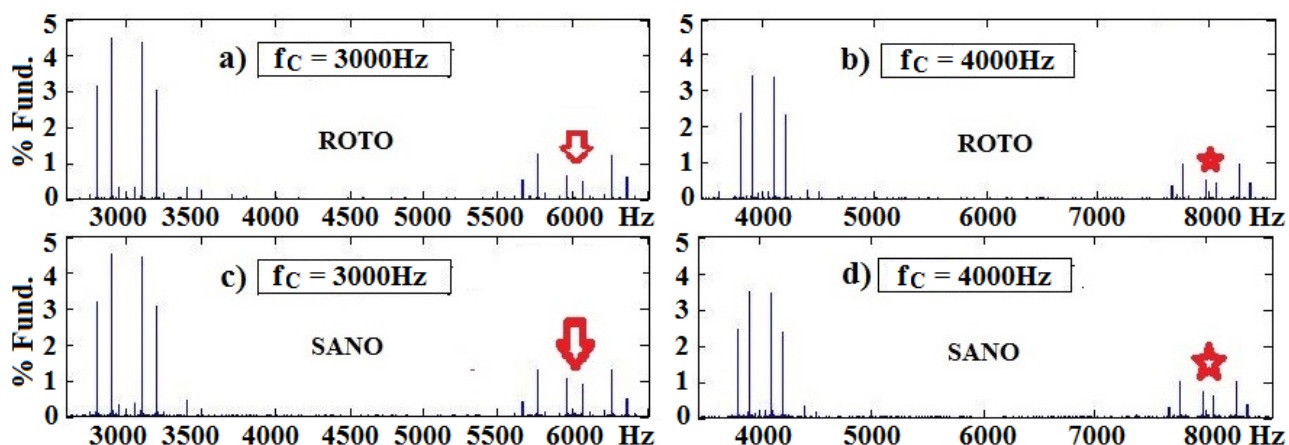 5
4
3
2
1
0
% Fund.
a) fC = 3000Hz
ROTO
3000 3500 4000 4500 5000 5500 6000 Hz
5
4
3
2
1
0
b) fC = 4000Hz
ROTO
4000 5000 6000 7000 8000 Hz
5
4
3
2
1
0
% Fund.
c) fC = 3000Hz
SANO
3000 3500 4000 4500 5000 5500 6000 Hz
5
4
3
2
1
0
d) fC = 4000Hz
SANO
4000 5000 6000 7000 8000 Hz